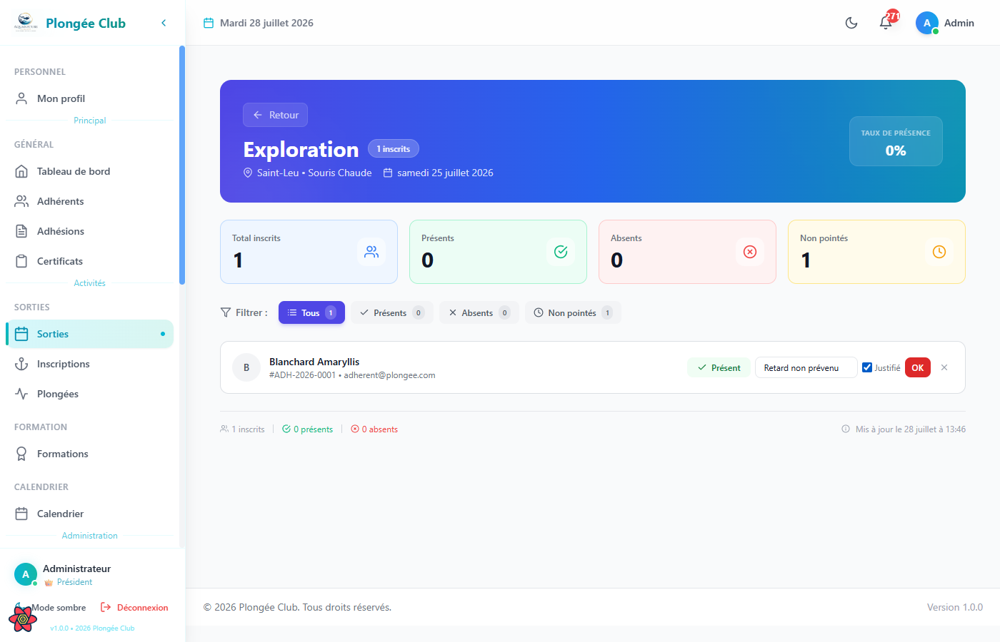 Plongée Club
Mardi 28 juillet 2026
271
A
Admin
PERSONNEL
Mon profil
Principal
GÉNÉRAL
Tableau de bord
Adhérents
Adhésions
Certificats
Activités
SORTIES
Sorties
Inscriptions
Plongées
FORMATION
Formations
CALENDRIER
Calendrier
Administration
A
Administrateur
Président
Mode sombre
Déconnexion
v1.0.0 • 2026 Plongée Club
Retour
Exploration
1 inscrits
Saint-Leu • Souris Chaude
samedi 25 juillet 2026
TAUX DE PRÉSENCE
0%
Total inscrits
1
Présents
0
Absents
0
Non pointés
1
Filtrer :
Tous 1
Présents 0
Absents 0
Non pointés 1
B
Blanchard Amaryllis
#ADH-2026-0001 • adherent@plongee.com
Présent
Retard non prévenu
Justifié
OK
1 inscrits
0 présents
0 absents
Mis à jour le 28 juillet à 13:46
© 2026 Plongée Club. Tous droits réservés.
Version 1.0.0